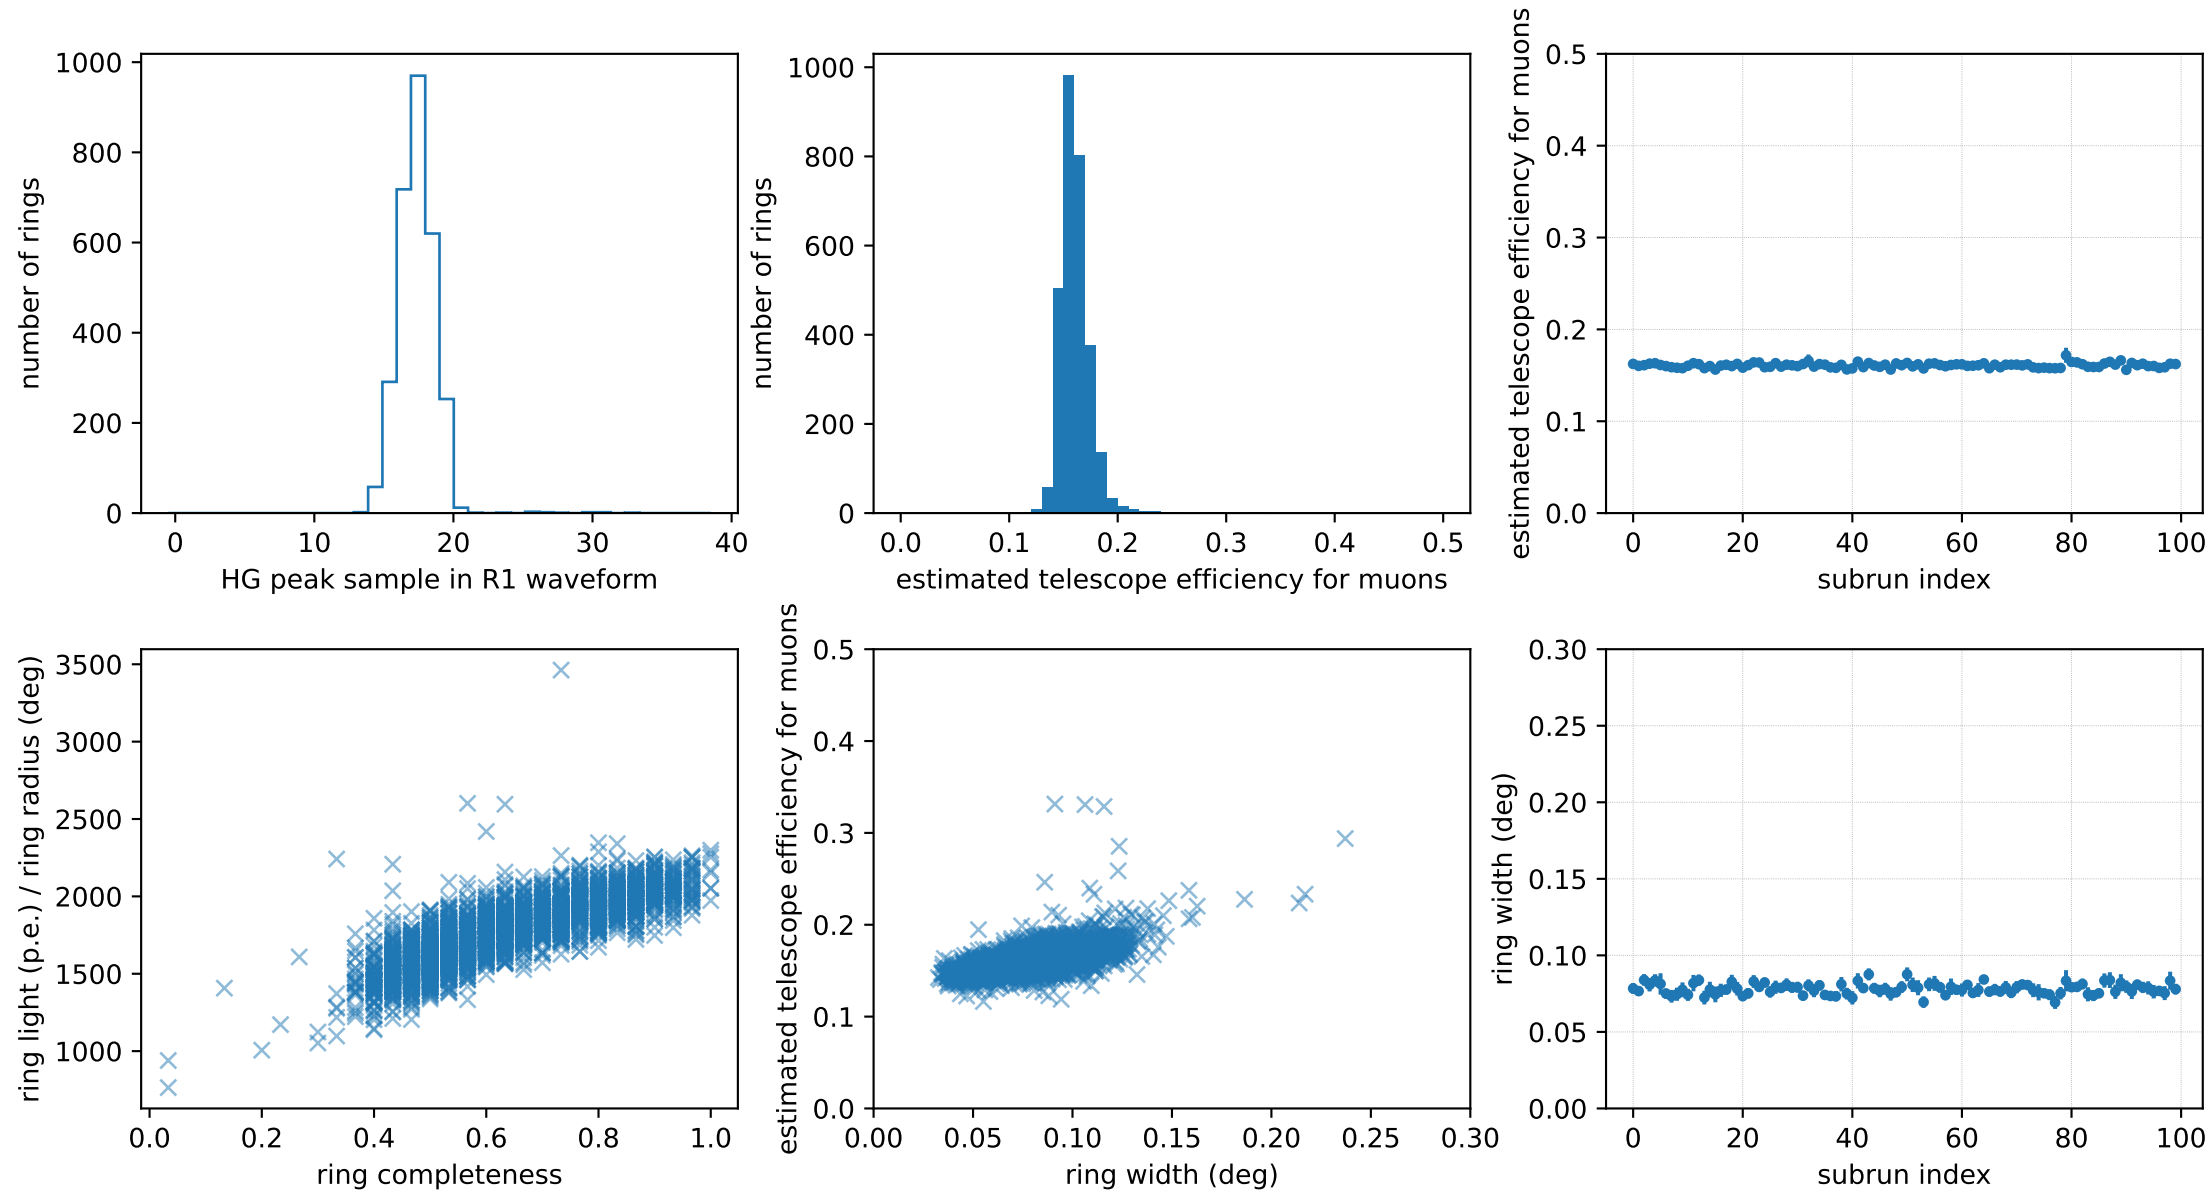 1000
800
600
400
200
0
number of rings
0 10 20 30 40
HG peak sample in R1 waveform
1000
800
600
400
200
0
number of rings
0.0 0.1 0.2 0.3 0.4 0.5
estimated telescope efficiency for muons
0.5
0.4
0.3
0.2
0.1
0.0
estimated telescope efficiency for muons
0 20 40 60 80 100
subrun index
3500
3000
2500
2000
1500
1000
ring light (p.e.) / ring radius (deg)
0.0 0.2 0.4 0.6 0.8 1.0
ring completeness
0.5
0.4
0.3
0.2
0.1
0.0
estimated telescope efficiency for muons
0.00 0.05 0.10 0.15 0.20 0.25 0.30
ring width (deg)
0.30
0.25
0.20
0.15
0.10
0.05
0.00
ring width (deg)
0 20 40 60 80 100
subrun index